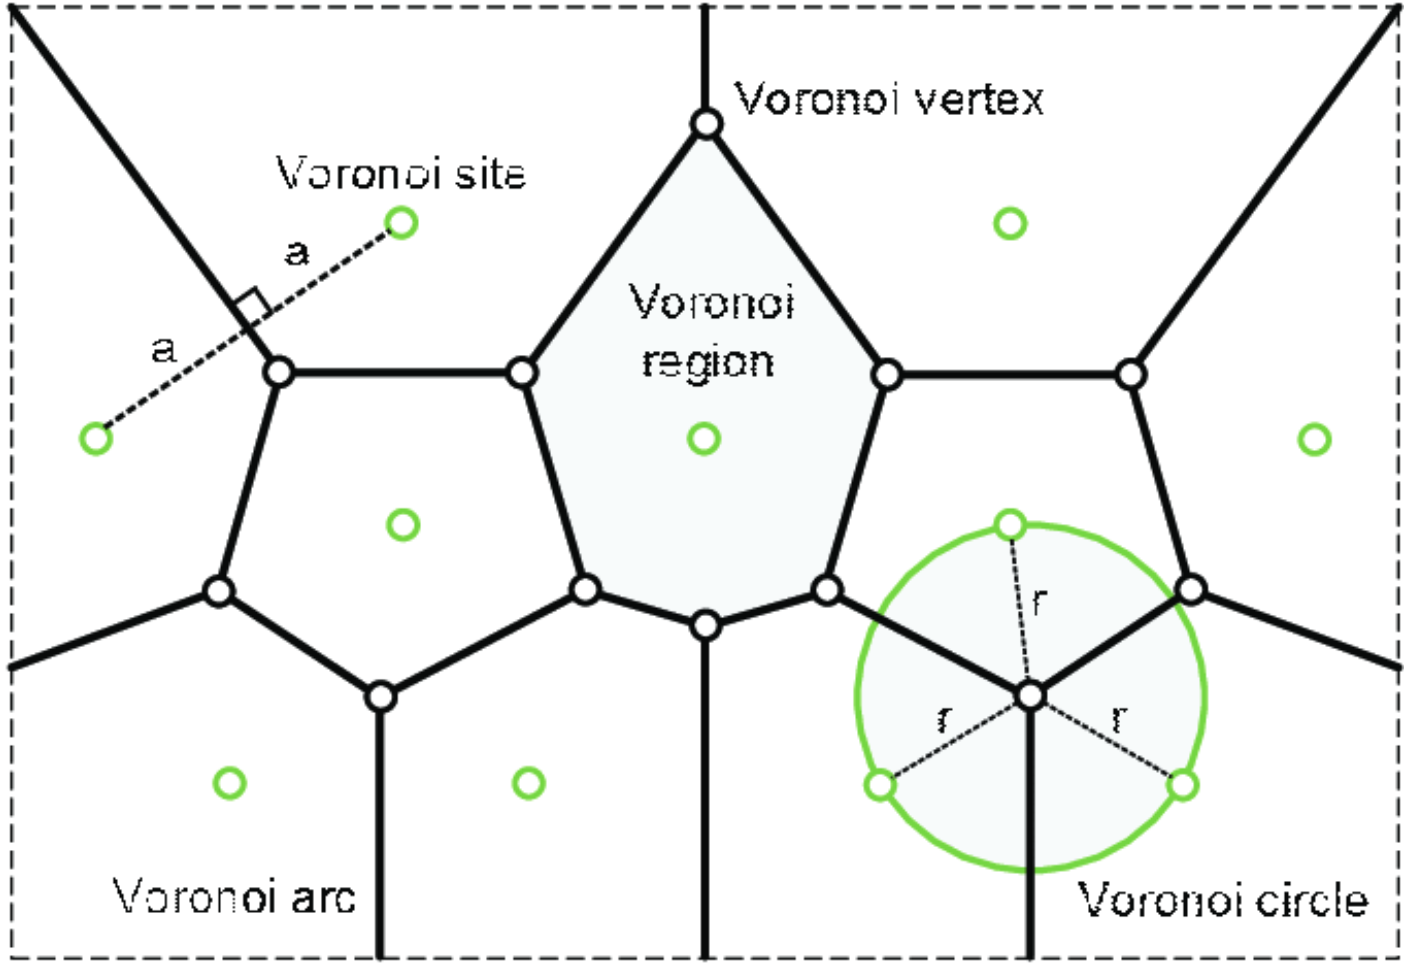 Voronoi vertex
Voronoi site
a
a
Voronoi
region
r
r
r
Voronoi arc
Voronoi circle